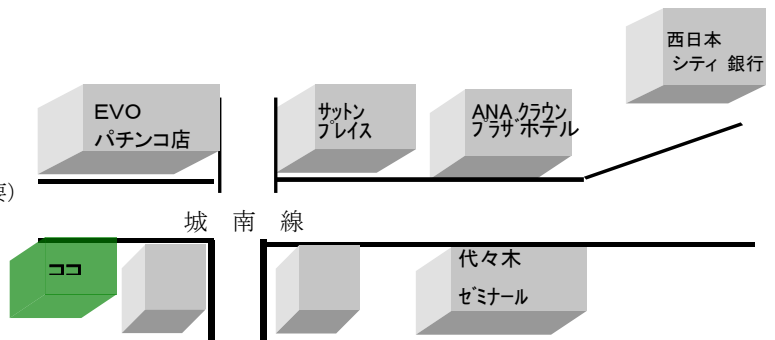 西日本
シティ 銀行
EVO
パチンコ店
サットン
プレイス
ANA クラウン
プラザホテル
要)
城 南 線
ココ
代々木
ゼミナール